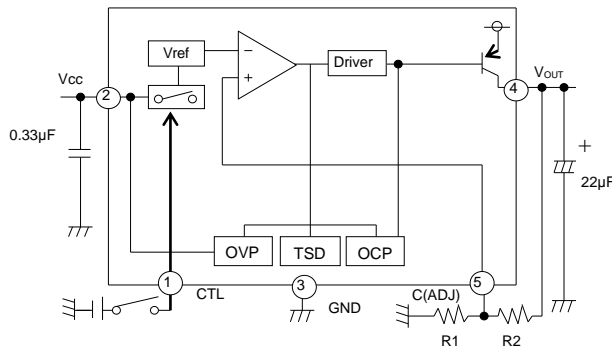 Vref
−
+
Driver
Vcc
2
4
VOUT
0.33µF
+
22µF
OVP
TSD
OCP
1
CTL
3
GND
C(ADJ)
5
R1
R2